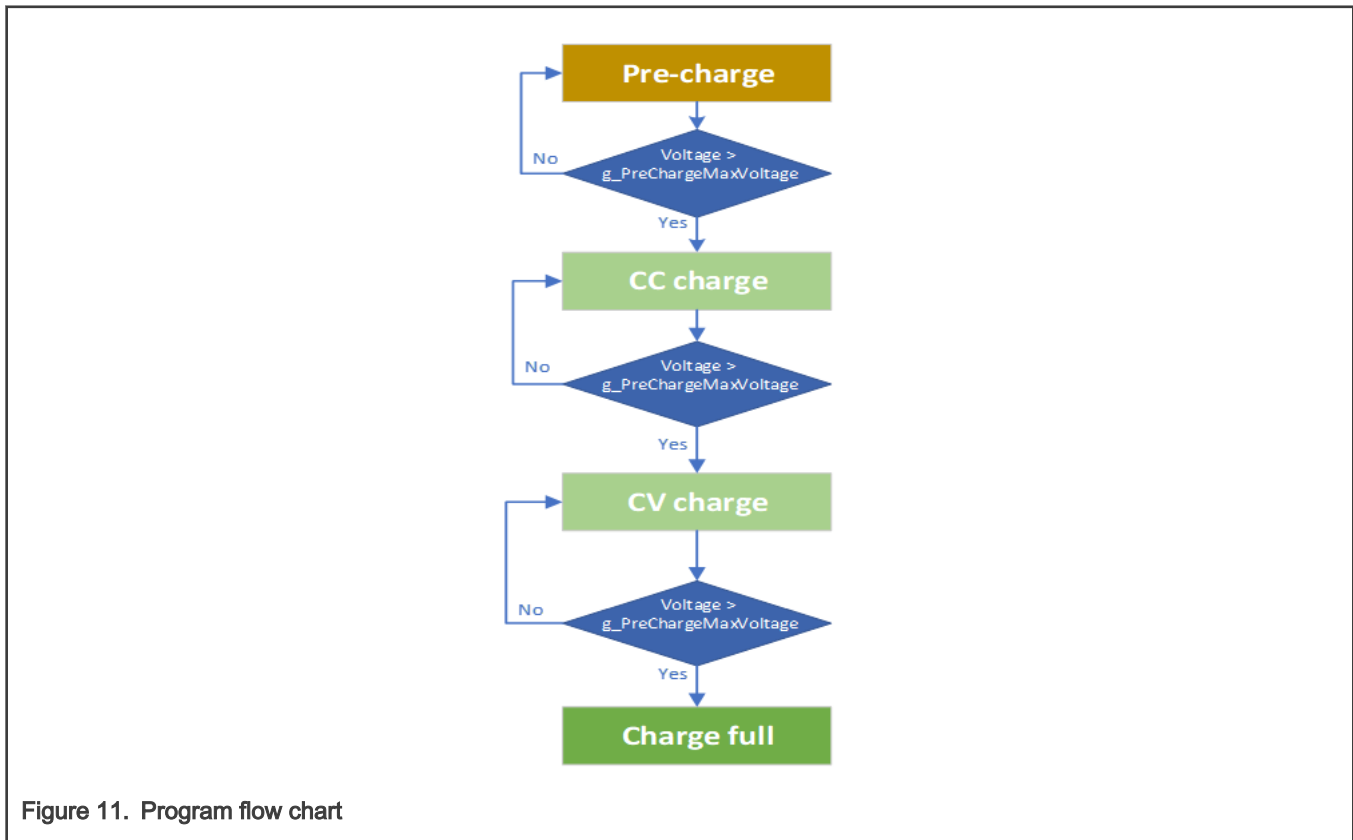 Pre-charge
Voltage >
g_PreChargeMaxVoltage
No
Yes
CC charge
Voltage >
g_PreChargeMaxVoltage
No
Yes
CV charge
Voltage >
g_PreChargeMaxVoltage
No
Yes
Charge full
Figure 11. Program flow chart